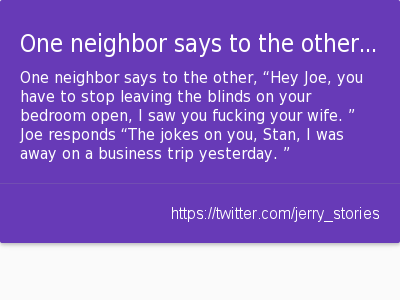 One neighbor says to the other...
One neighbor says to the other, “Hey Joe, you
have to stop leaving the blinds on your
bedroom open, I saw you fucking your wife. ”
Joe responds “The jokes on you, Stan, I was
away on a business trip yesterday. ”
https://twitter.com/jerry_stories